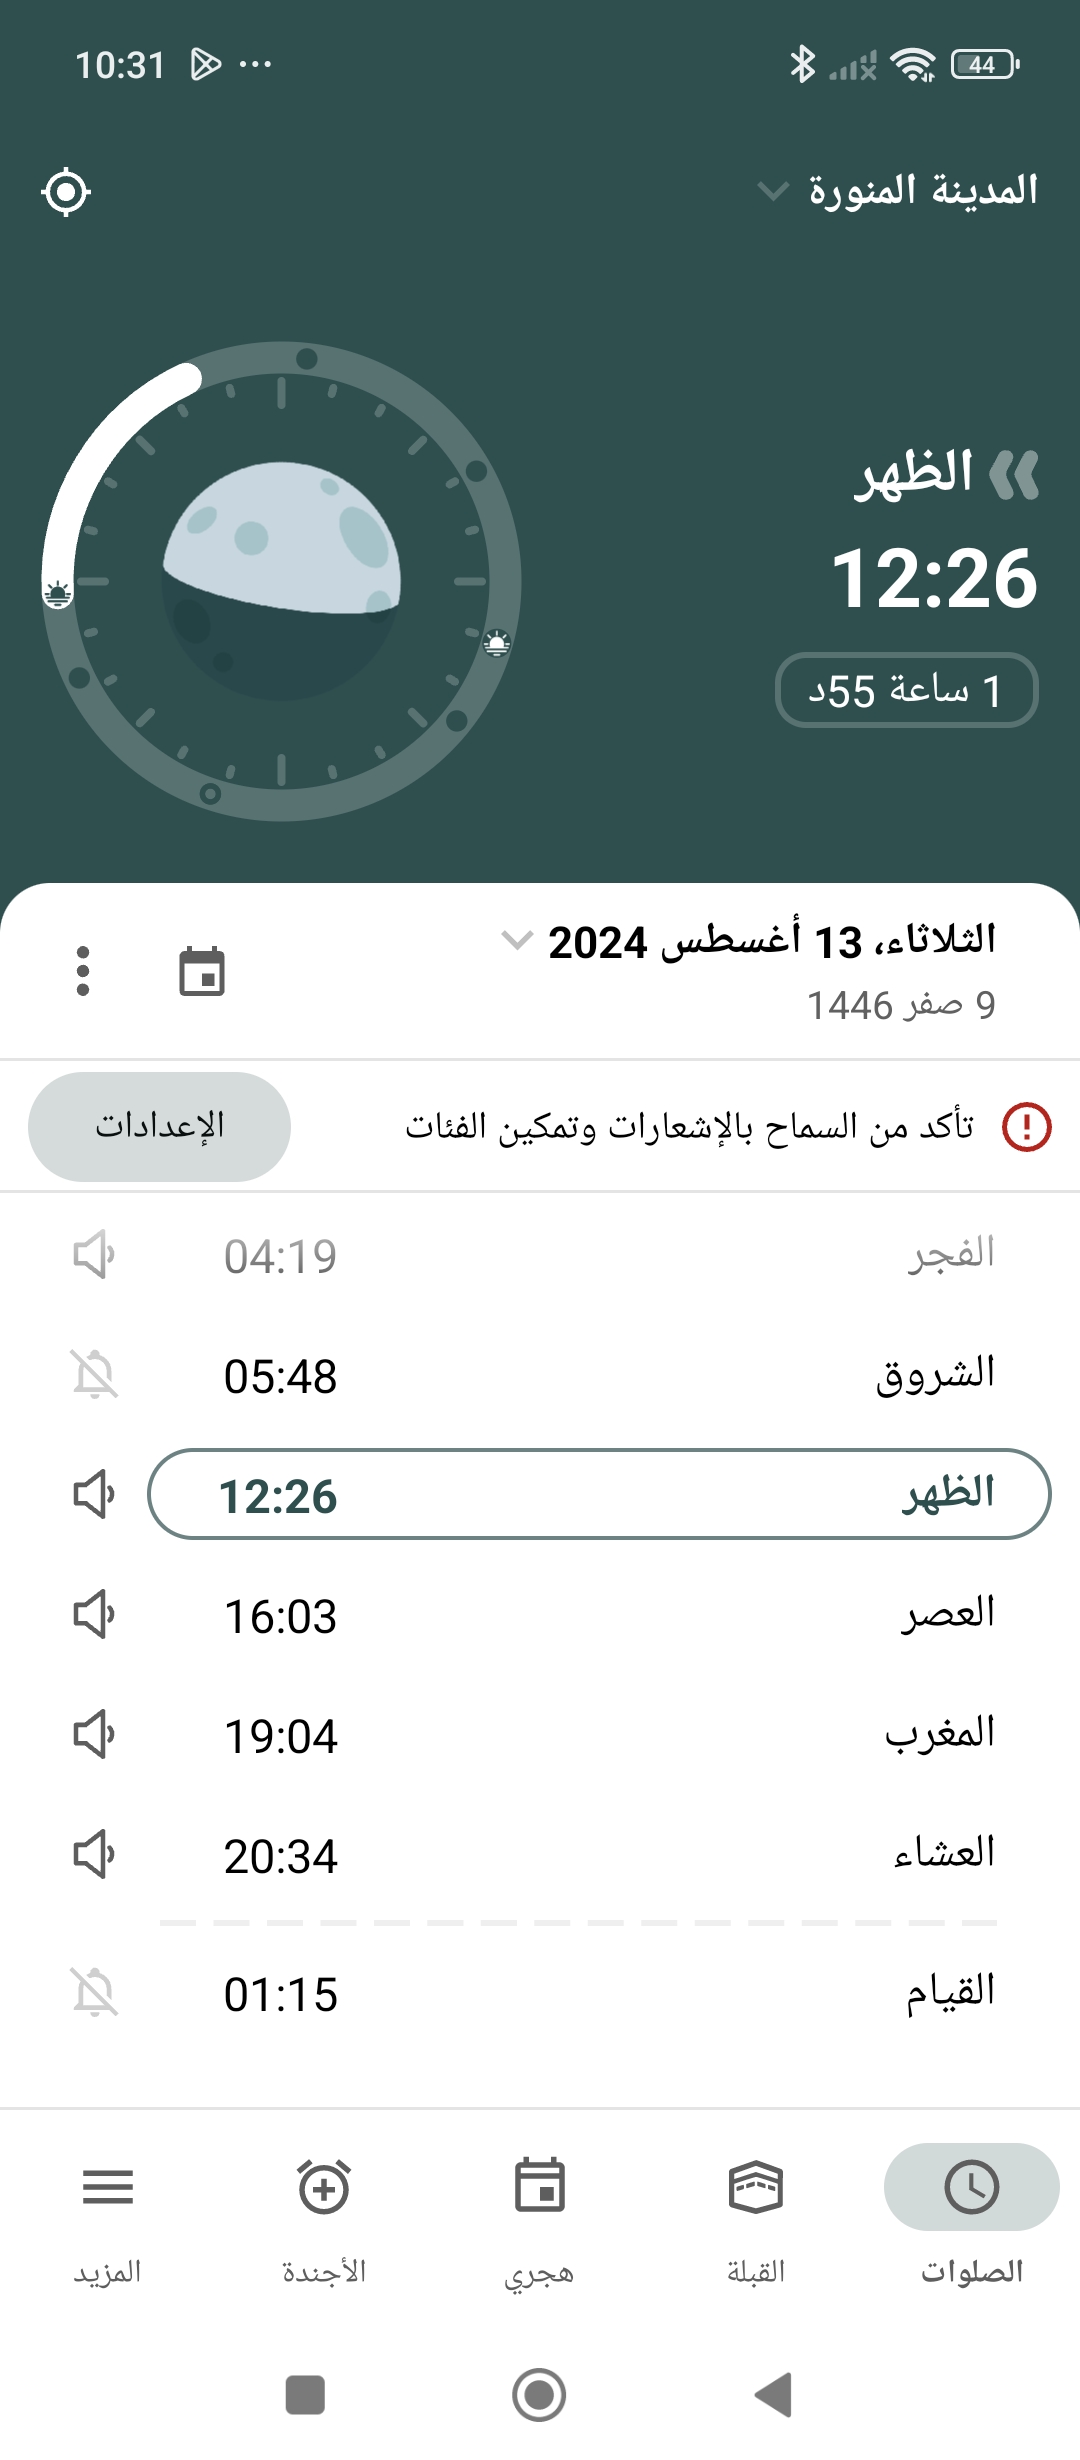 10:31
44
المدينة المنورة
الظهر
12:26
1 ساعة 55د
الثلاثاء، 13 أغسطس 2024
9 صفر 1446
تأكد من السماح بالإشعارات وتمكين الفئات
الإعدادات
الفجر 04:19
الشروق 05:48
الظهر 12:26
العصر 16:03
المغرب 19:04
العشاء 20:34
القيام 01:15
الصلوات
القبلة
هجري
الأجندة
المزيد